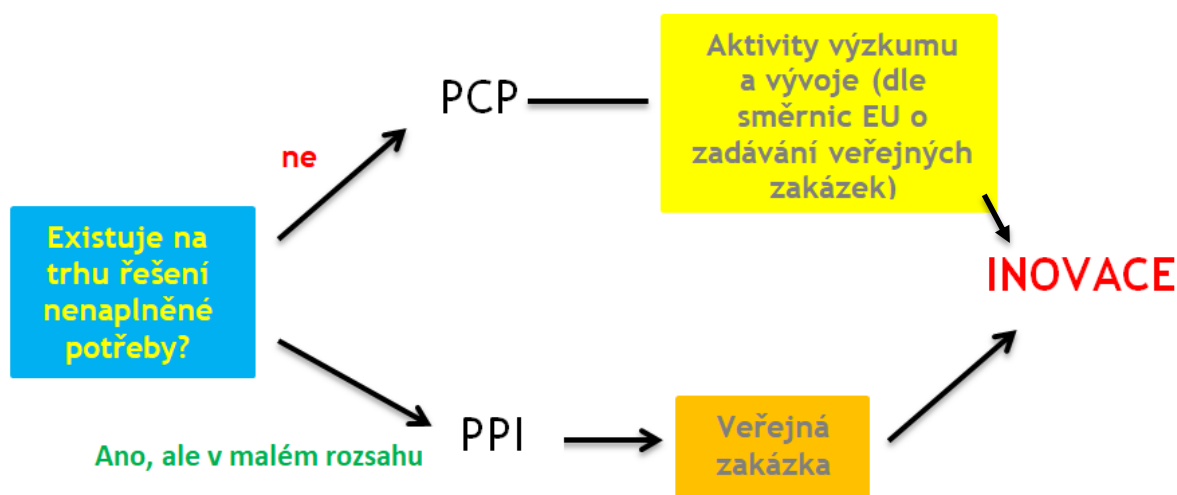 Existuje na
trhu řešení
nenaplněné
potřeby?
ne
PCP
Aktivity výzkumu
a vývoje (dle
směrnic EU o
zadávání veřejných
zakázek)
Ano, ale v malém rozsahu
PPI
Veřejná
zakázka
INOVACE